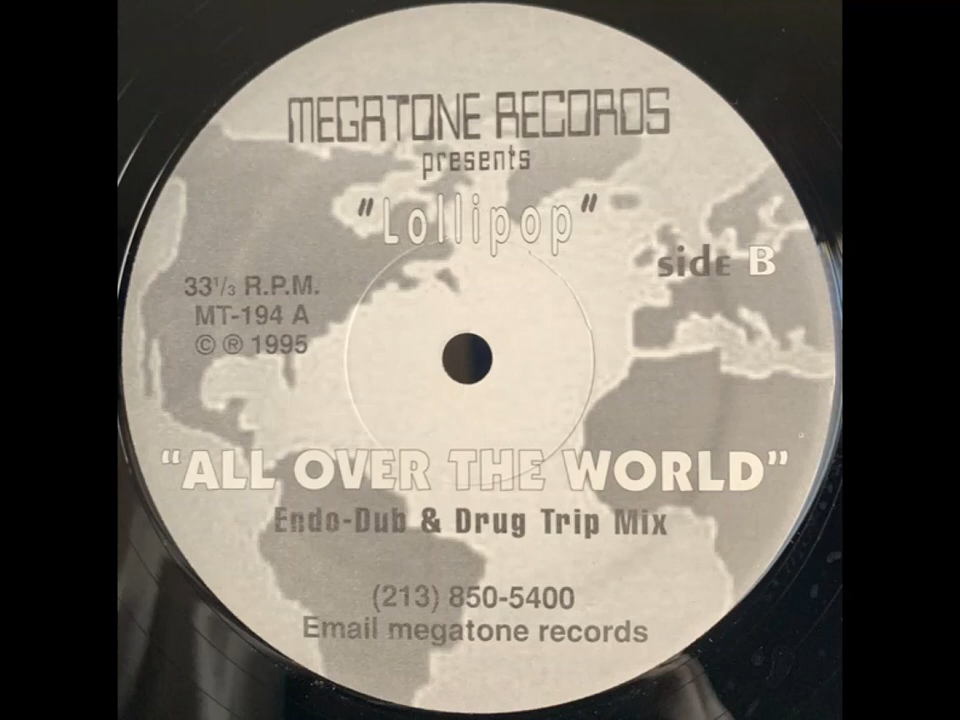 MEGATONE RECORDS
presents
"Lollipop"
side B
33⅓ R.P.M.
MT-194 A
© ® 1995
"ALL OVER THE WORLD"
Endo-Dub & Drug Trip Mix
(213) 850-5400
Email megatone records